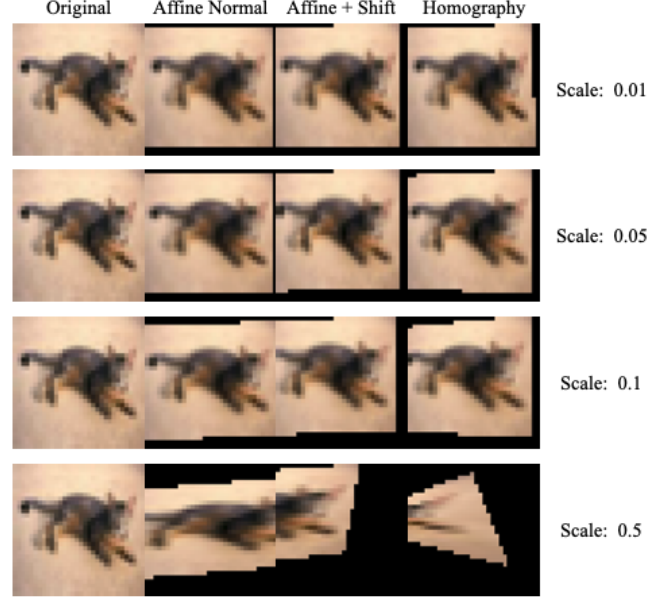 Original Affine Normal Affine + Shift Homography
Scale: 0.01
Scale: 0.05
Scale: 0.1
Scale: 0.5